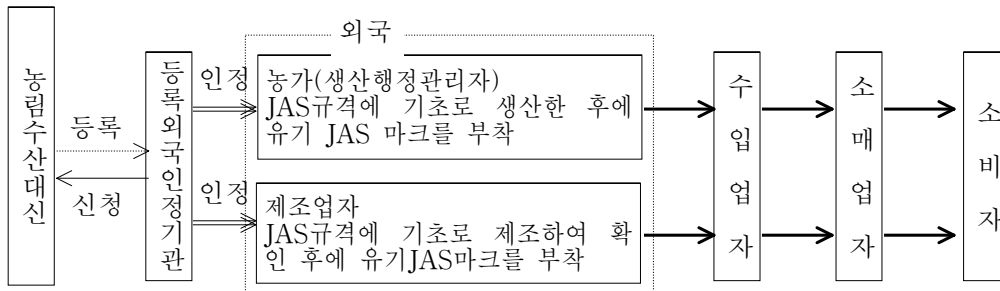 외국
농림수산대신
등록
신청
등록외국인정기관
인정
농가(생산행정관리자)
JAS규격에 기초로 생산한 후에
유기 JAS 마크를 부착
인정
제조업자
JAS규격에 기초로 제조하여 확
인 후에 유기JAS마크를 부착
수입업자
소매업자
소비자